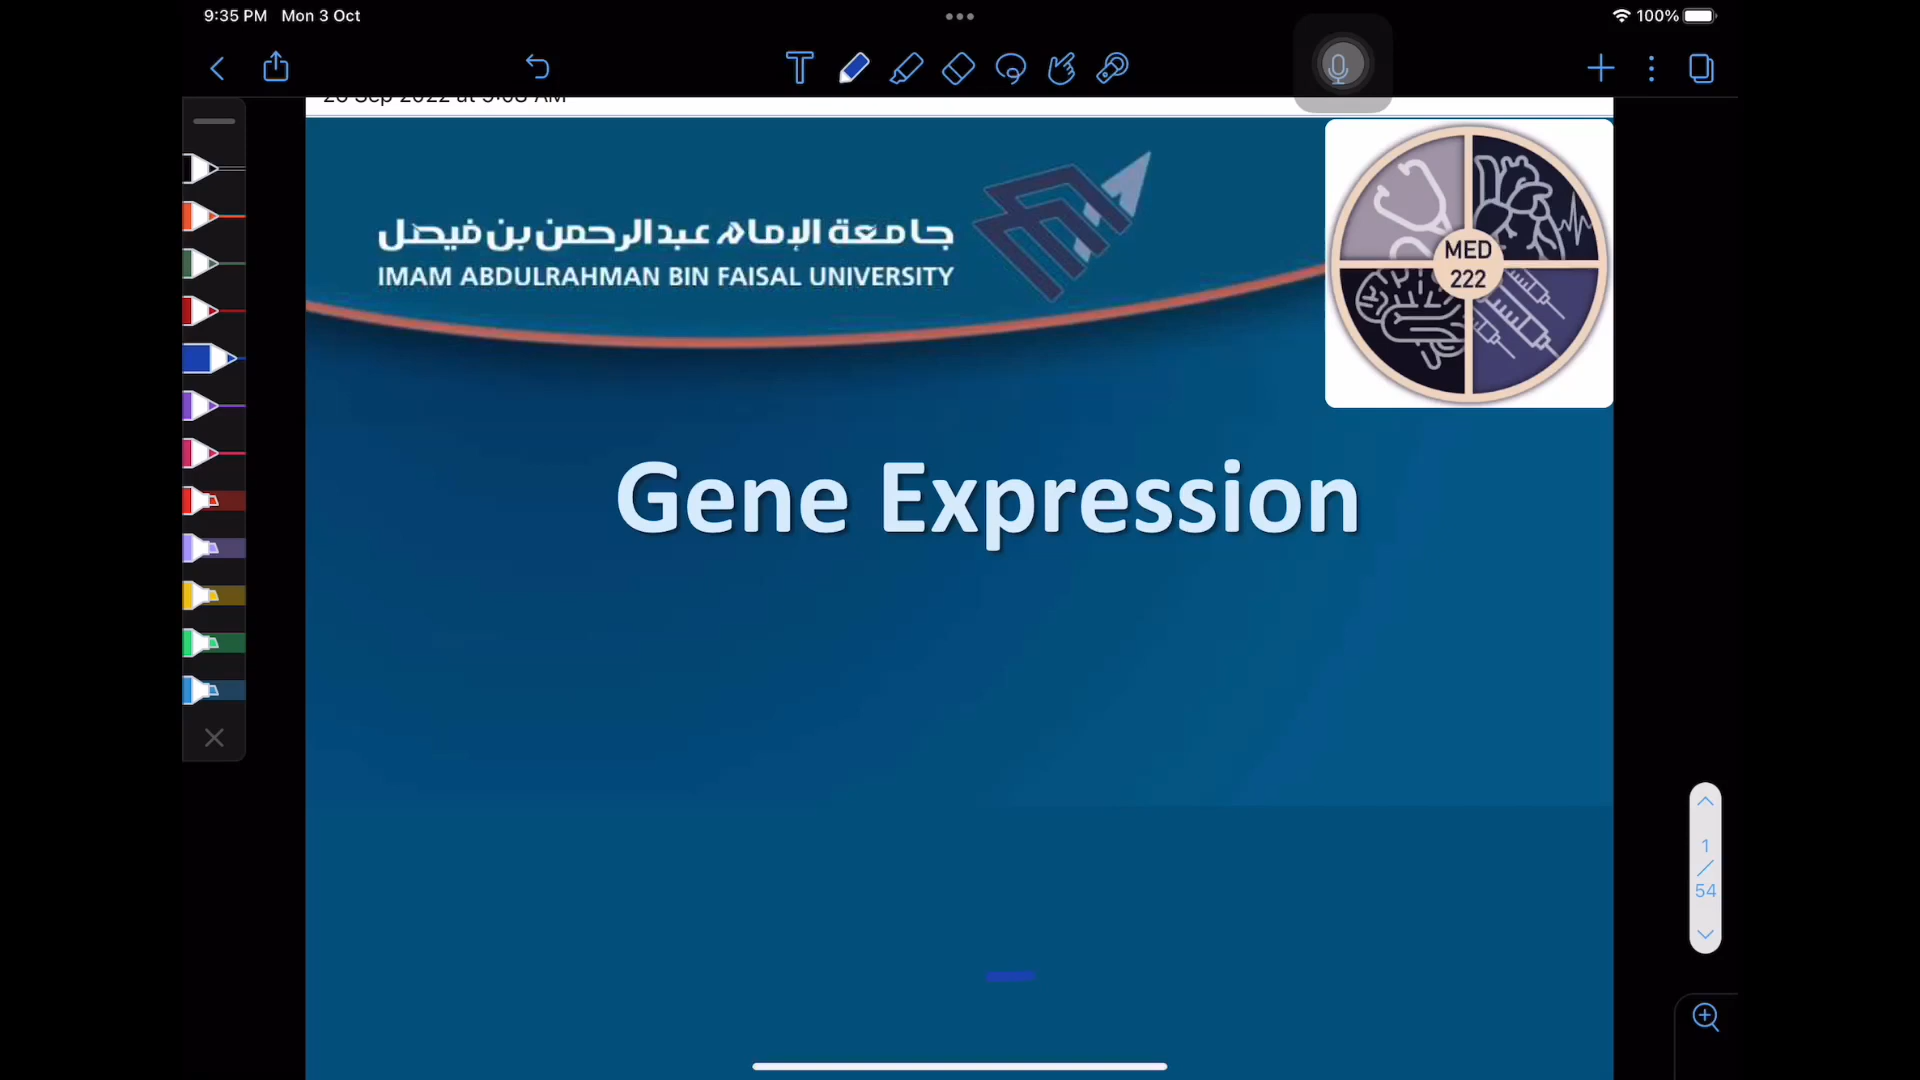 9:35 PM Mon 3 Oct
100%
جامعة الإمام عبدالرحمن بن فيصل
IMAM ABDULRAHMAN BIN FAISAL UNIVERSITY
MED
222
Gene Expression
1
/
54